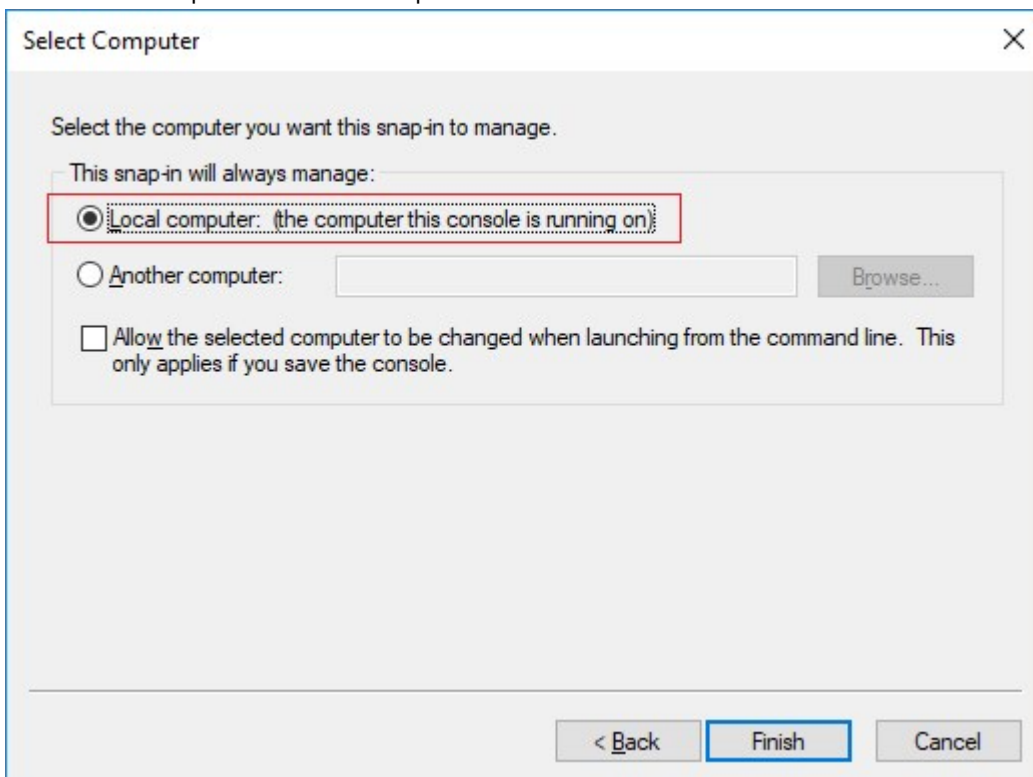 Select Computer
Select the computer you want this snap-in to manage.
This snap-in will always manage:
Local computer: (the computer this console is running on)
Another computer:
Browse...
Allow the selected computer to be changed when launching from the command line. This
only applies if you save the console.
< Back
Finish
Cancel